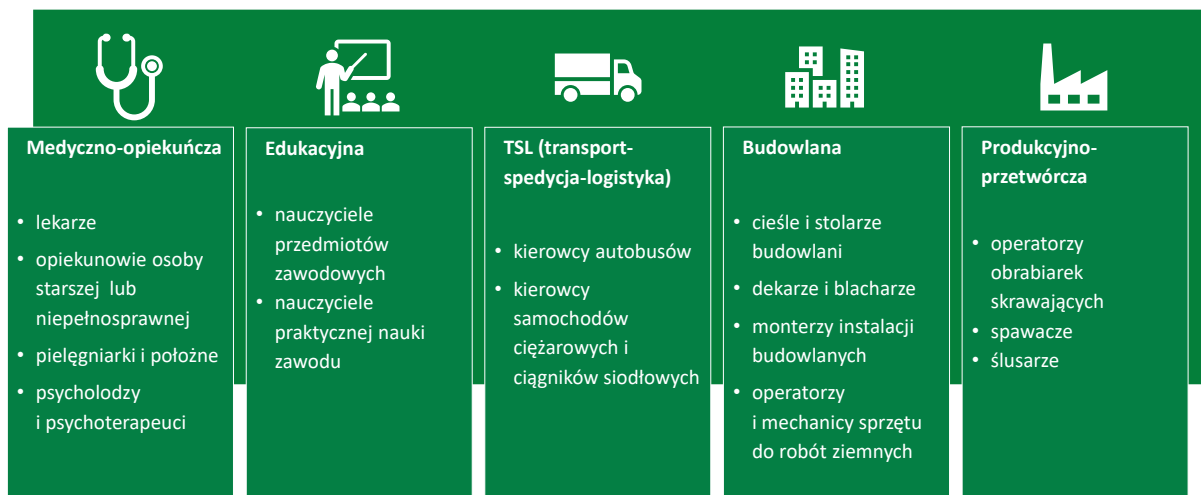 Medyczno-opiekuńcza
• lekarze
• opiekunowie osoby
starszej lub
niepełnosprawnej
• pielęgniarki i położne
• psycholodzy
i psychoterapeuci
Edukacyjna
• nauczyciele
przedmiotów
zawodowych
• nauczyciele
praktycznej nauki
zawodu
TSL (transport-
spedycja-logistyka)
• kierowcy autobusów
• kierowcy
samochodów
ciężarowych i
ciągników siodłowych
Budowlana
• cieśle i stolarze
budowlani
• dekarze i blacharze
• monterzy instalacji
budowlanych
• operatorzy
i mechanicy sprzętu
do robót ziemnych
Produkcyjno-
przetwórcza
• operatorzy
obrabiarek
skrawających
• spawacze
• ślusarze